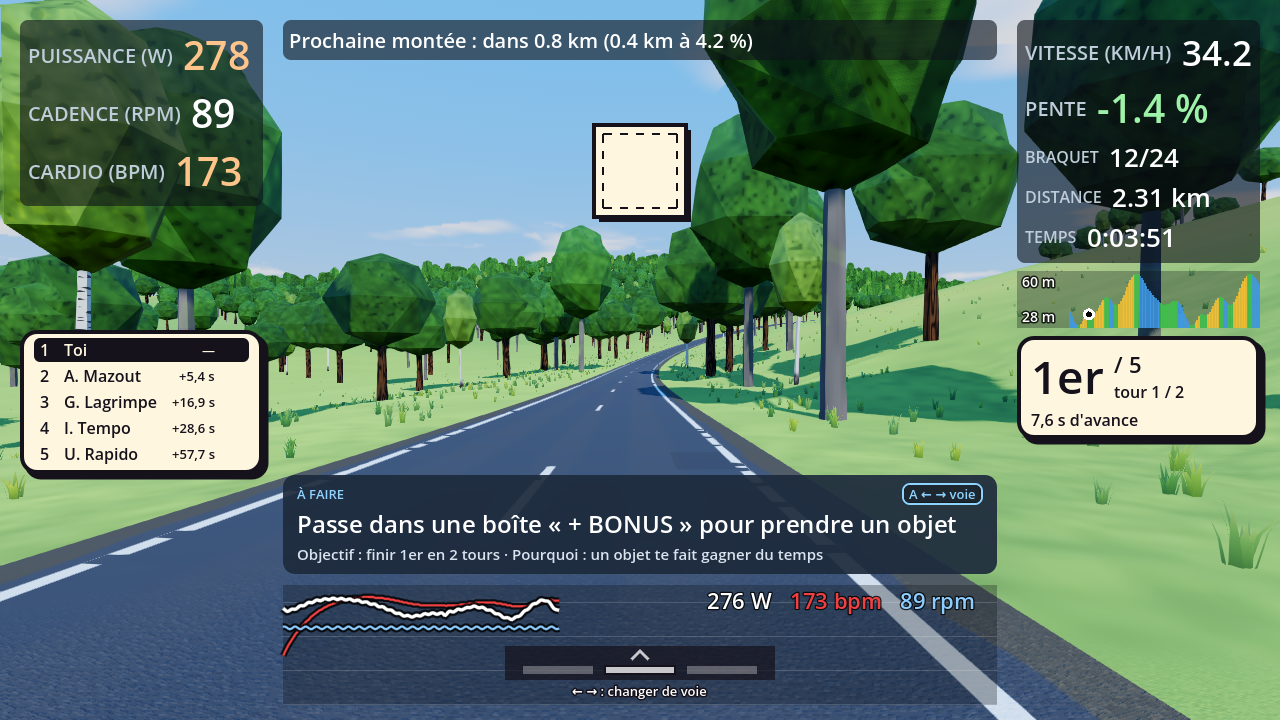 PUISSANCE (W) 278
CADENCE (RPM) 89
CARDIO (BPM) 173
Prochaine montée : dans 0.8 km (0.4 km à 4.2 %)
VITESSE (KM/H) 34.2
PENTE -1.4 %
BRAQUET 12/24
DISTANCE 2.31 km
TEMPS 0:03:51
60 m
28 m
1 Toi —
2 A. Mazout +5,4 s
3 G. Lagrimpe +16,9 s
4 I. Tempo +28,6 s
5 U. Rapido +57,7 s
1er / 5
tour 1 / 2
7,6 s d'avance
À FAIRE
A ← → voie
Passe dans une boîte « + BONUS » pour prendre un objet
Objectif : finir 1er en 2 tours · Pourquoi : un objet te fait gagner du temps
276 W 173 bpm 89 rpm
← → : changer de voie